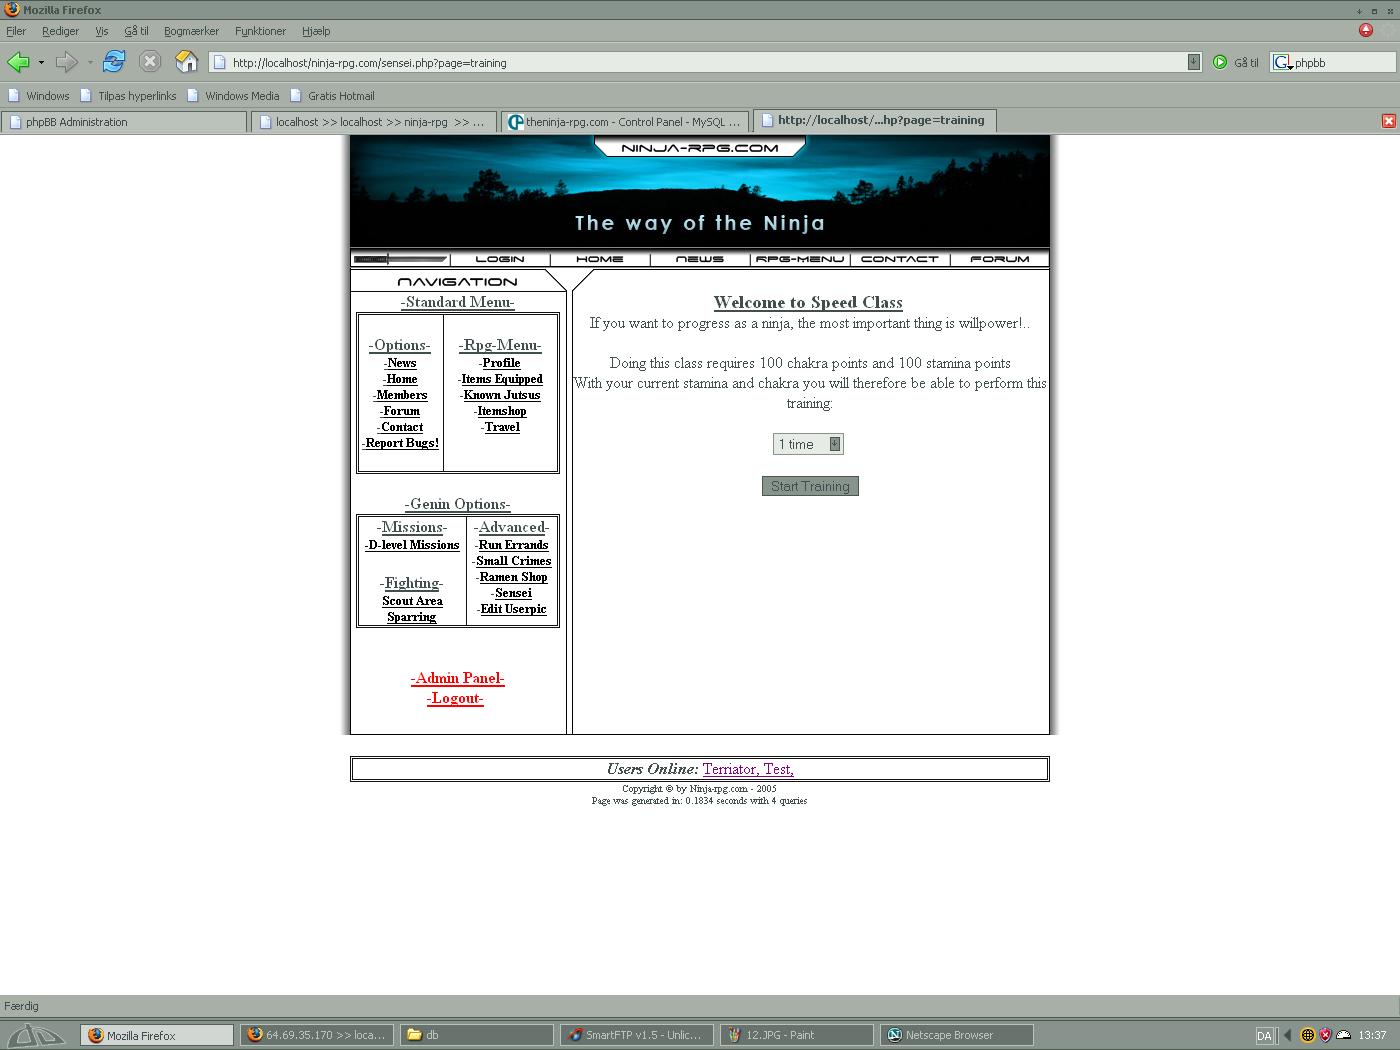 Mozilla Firefox
Filer Rediger Vis Gå til Bogmærker Funktioner Hjælp
http://localhost/ninja-rpg.com/sensei.php?page=training Gå til phpbb
Windows Tilpas hyperlinks Windows Media Gratis Hotmail
phpBB Administration localhost >> localhost >> ninja-rpg >> ... theninja-rpg.com - Control Panel - MySQL ... http://localhost/...hp?page=training
NINJA-RPG.COM
The way of the Ninja
LOGIN HOME NEWS RPG-MENU CONTACT FORUM
NAVIGATION
-Standard Menu-
-Options-
-News
-Home
-Members
-Forum
-Contact
-Report Bugs!
-Rpg-Menu-
-Profile
-Items Equipped
-Known Jutsus
-Itemshop
-Travel
-Genin Options-
-Missions-
-D-level Missions
-Fighting-
Scout Area
Sparring
-Advanced-
-Run Errands
-Small Crimes
-Ramen Shop
-Sensei
-Edit Userpic
-Admin Panel-
-Logout-
Welcome to Speed Class
If you want to progress as a ninja, the most important thing is willpower!..
Doing this class requires 100 chakra points and 100 stamina points
With your current stamina and chakra you will therefore be able to perform this
training:
1 time
Start Training
Users Online: Terriator, Test,
Copyright © by Ninja-rpg.com - 2005
Page was generated in: 0.1834 seconds with 4 queries
Færdig
Mozilla Firefox 64.69.35.170 >> loca... db SmartFTP v1.5 - Unlic... 12.JPG - Paint Netscape Browser DA 13:37